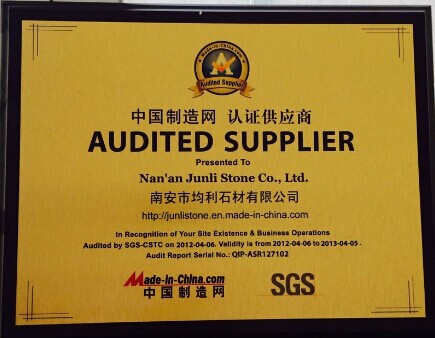 Made-in-China.com
Audited Supplier
中国制造网 认证供应商
AUDITED SUPPLIER
Presented To
Nan'an Junli Stone Co., Ltd.
南安市均利石材有限公司
http://junlistone.en.made-in-china.com
In Recognition of Your Site Existence & Business Operations
Audited by SGS-CSTC on 2012-04-06. Validity is from 2012-04-06 to 2013-04-05.
Audit Report Serial No.: QIP-ASR127102
Made-in-China.com
中国制造网
SGS